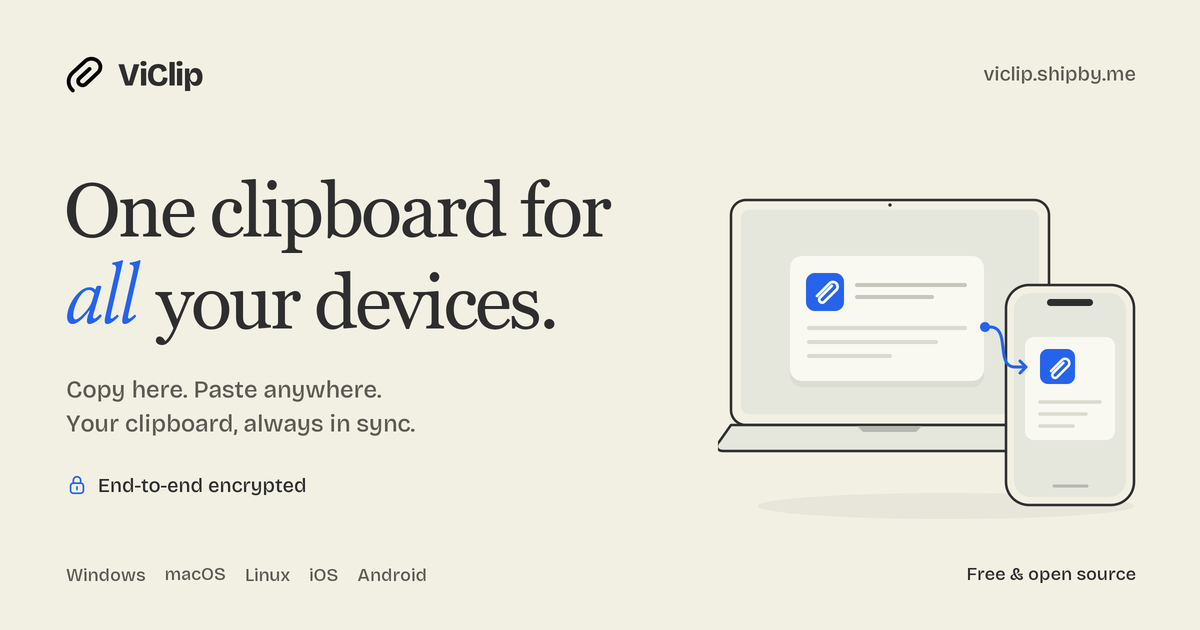 ViClip
viclip.shipby.me
One clipboard for
all your devices.
Copy here. Paste anywhere.
Your clipboard, always in sync.
End-to-end encrypted
Windows macOS Linux iOS Android
Free & open source